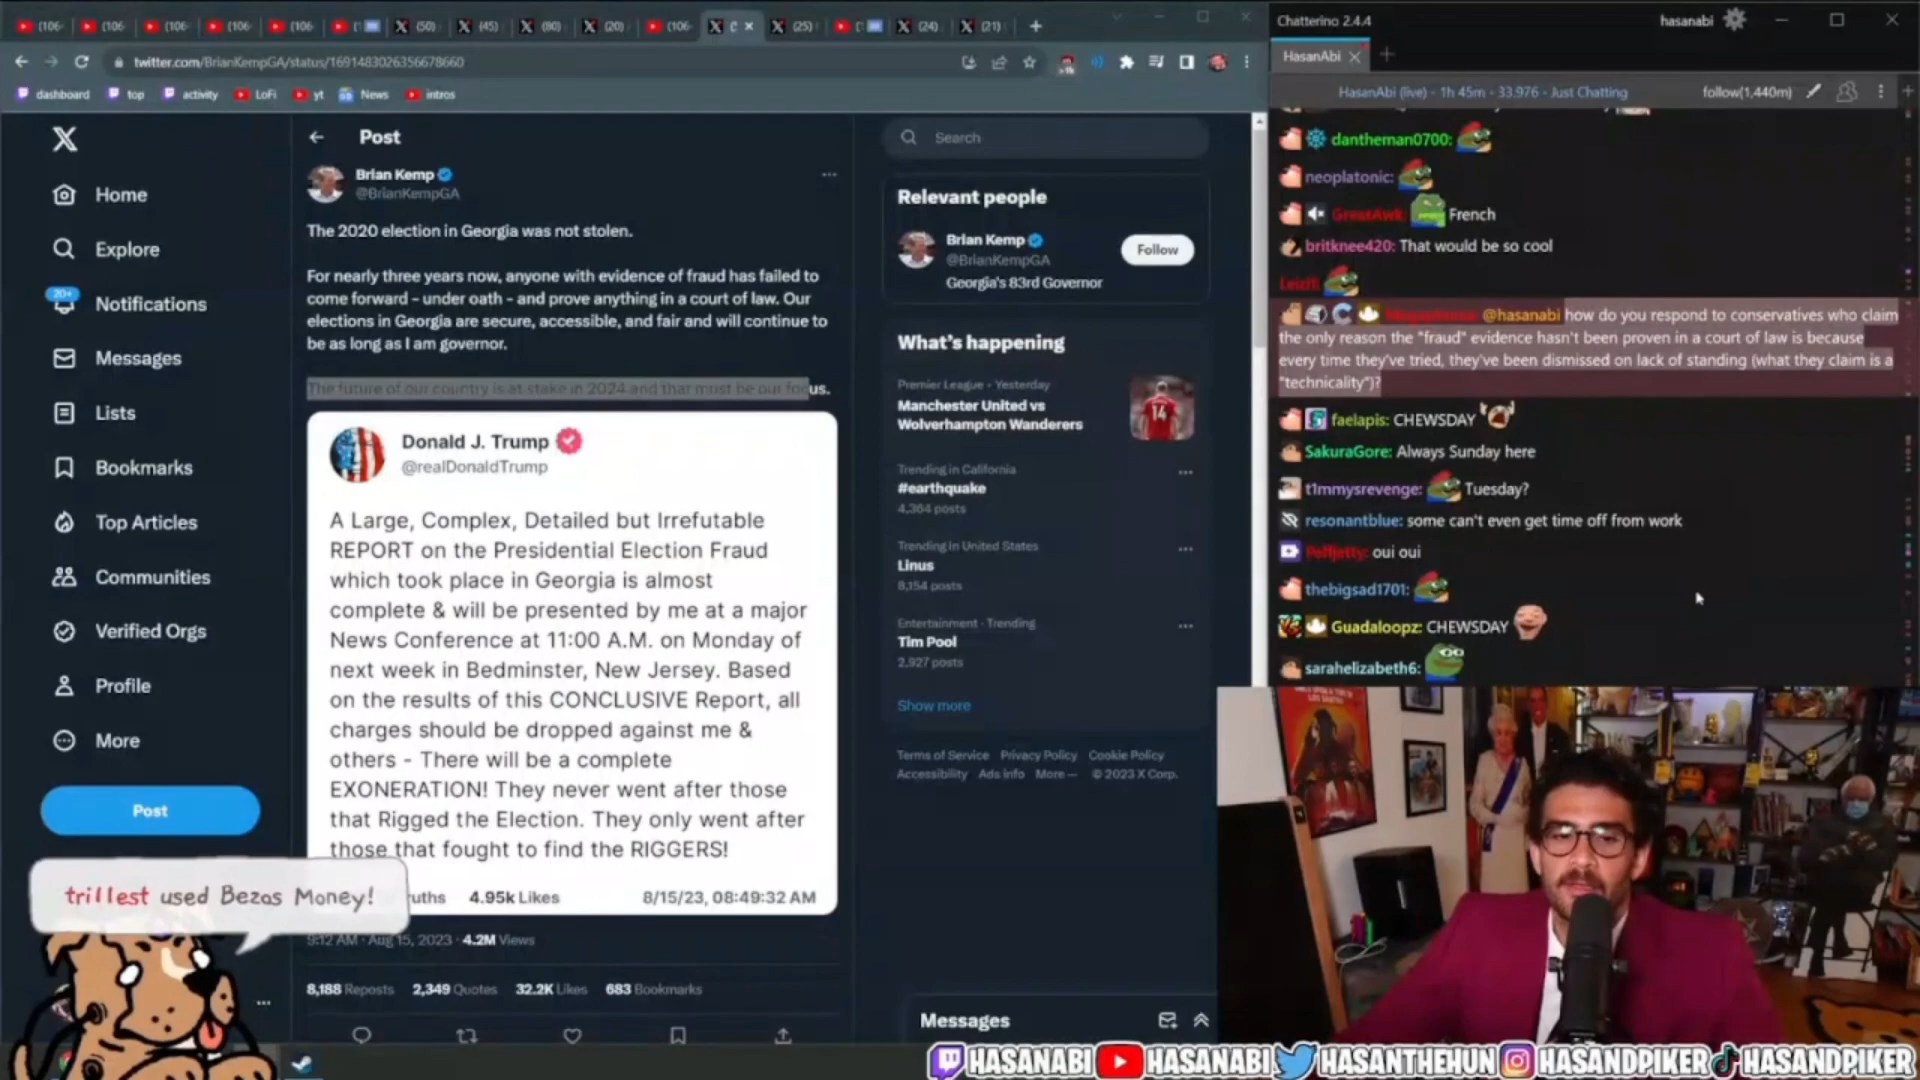 (106
(106
(106
(106
(106
(50)
(45)
(80)
(20)
(106
(25)
(24)
(21)
twitter.com/BrianKempGA/status/1691483026356678660
dashboard
top
activity
LoFi
yt
News
intros
Home
Explore
20+
Notifications
Messages
Lists
Bookmarks
Top Articles
Communities
Verified Orgs
Profile
More
Post
Post
Brian Kemp
@BrianKempGA
The 2020 election in Georgia was not stolen.
For nearly three years now, anyone with evidence of fraud has failed to
come forward - under oath - and prove anything in a court of law. Our
elections in Georgia are secure, accessible, and fair and will continue to
be as long as I am governor.
The future of our country is at stake in 2024 and that must be our focus.
Donald J. Trump
@realDonaldTrump
A Large, Complex, Detailed but Irrefutable
REPORT on the Presidential Election Fraud
which took place in Georgia is almost
complete & will be presented by me at a major
News Conference at 11:00 A.M. on Monday of
next week in Bedminster, New Jersey. Based
on the results of this CONCLUSIVE Report, all
charges should be dropped against me &
others - There will be a complete
EXONERATION! They never went after those
that Rigged the Election. They only went after
those that fought to find the RIGGERS!
ruths 4.95k Likes 8/15/23, 08:49:32 AM
9:12 AM · Aug 15, 2023 · 4.2M Views
8,188 Reposts 2,349 Quotes 32.2K Likes 683 Bookmarks
trillest used Bezos Money!
Search
Relevant people
Brian Kemp
@BrianKempGA
Follow
Georgia's 83rd Governor
What's happening
Premier League · Yesterday
Manchester United vs
Wolverhampton Wanderers
14
Trending in California
#earthquake
4,364 posts
Trending in United States
Linus
8,154 posts
Entertainment · Trending
Tim Pool
2,927 posts
Show more
Terms of Service Privacy Policy Cookie Policy
Accessibility Ads info More ··· © 2023 X Corp.
Messages
Chatterino 2.4.4
hasanabi
HasanAbi
HasanAbi (live) - 1h 45m - 33.976 - Just Chatting
follow(1,440m)
dantheman0700:
neoplatonic:
GreatAwk: French
britknee420: That would be so cool
@hasanabi how do you respond to conservatives who claim
the only reason the "fraud" evidence hasn't been proven in a court of law is because
every time they've tried, they've been dismissed on lack of standing (what they claim is a
"technicality")?
faelapis: CHEWSDAY
SakuraGore: Always Sunday here
t1mmysrevenge: Tuesday?
resonantblue: some can't even get time off from work
oui oui
thebigsad1701:
Guadaloopz: CHEWSDAY
sarahelizabeth6:
HASANABI HASANABI HASANTHEHUN HASANDPIKER HASANDPIKER